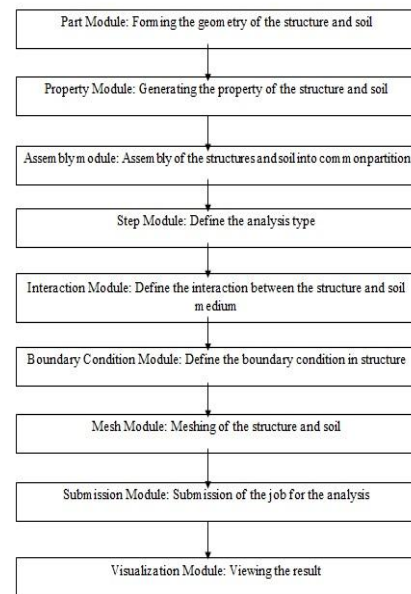 Part Module: Forming the geometry of the structure and soil
Property Module: Generating the property of the structure and soil
Assembly module: Assembly of the structures and soil into common partition
Step Module: Define the analysis type
Interaction Module: Define the interaction between the structure and soil
medium
Boundary Condition Module: Define the boundary condition in structure
Mesh Module: Meshing of the structure and soil
Submission Module: Submission of the job for the analysis
Visualization Module: Viewing the result